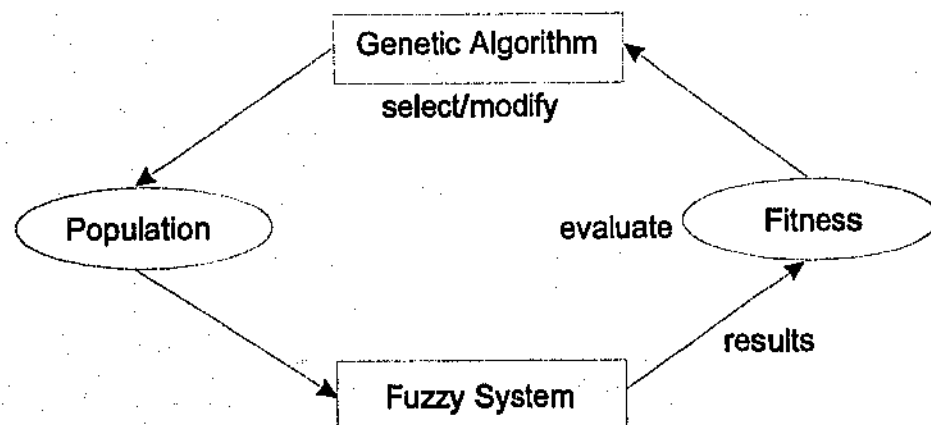 Genetic Algorithm
select/modify
Population
evaluate
Fitness
results
Fuzzy System